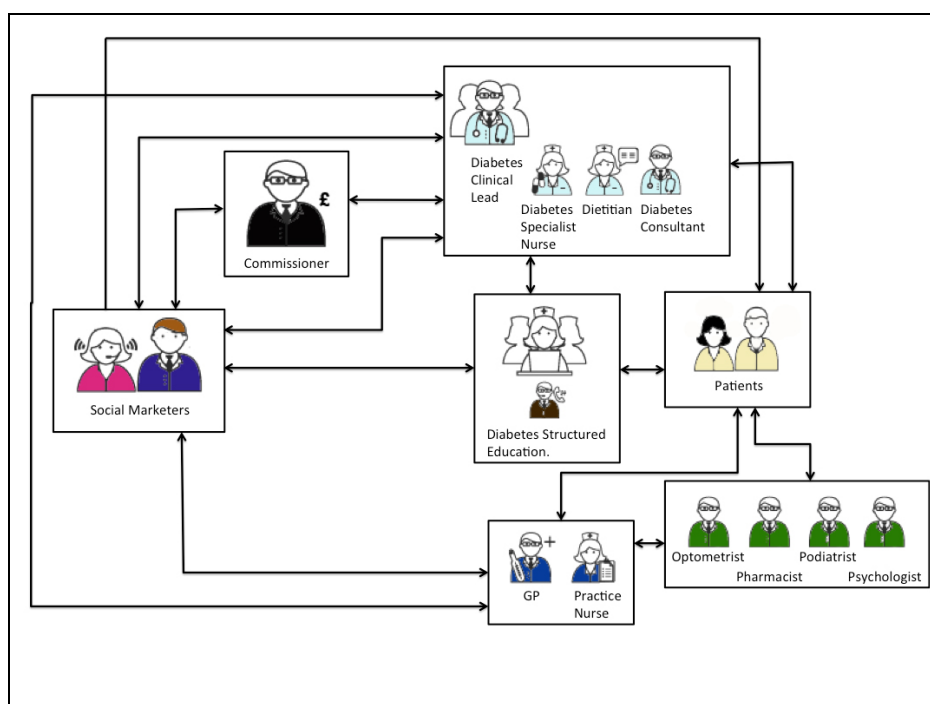 Diabetes
Clinical
Lead
Diabetes
Specialist
Nurse
Dietitian
Diabetes
Consultant
£
Commissioner
Social Marketers
Diabetes Structured
Education.
Patients
GP
Practice
Nurse
Optometrist
Pharmacist
Podiatrist
Psychologist